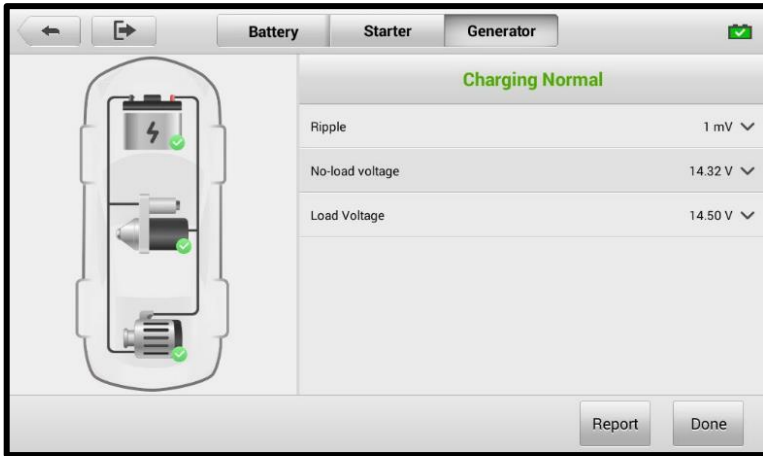 Battery Starter Generator
Charging Normal
Ripple 1 mV
No-load voltage 14.32 V
Load Voltage 14.50 V
Report Done